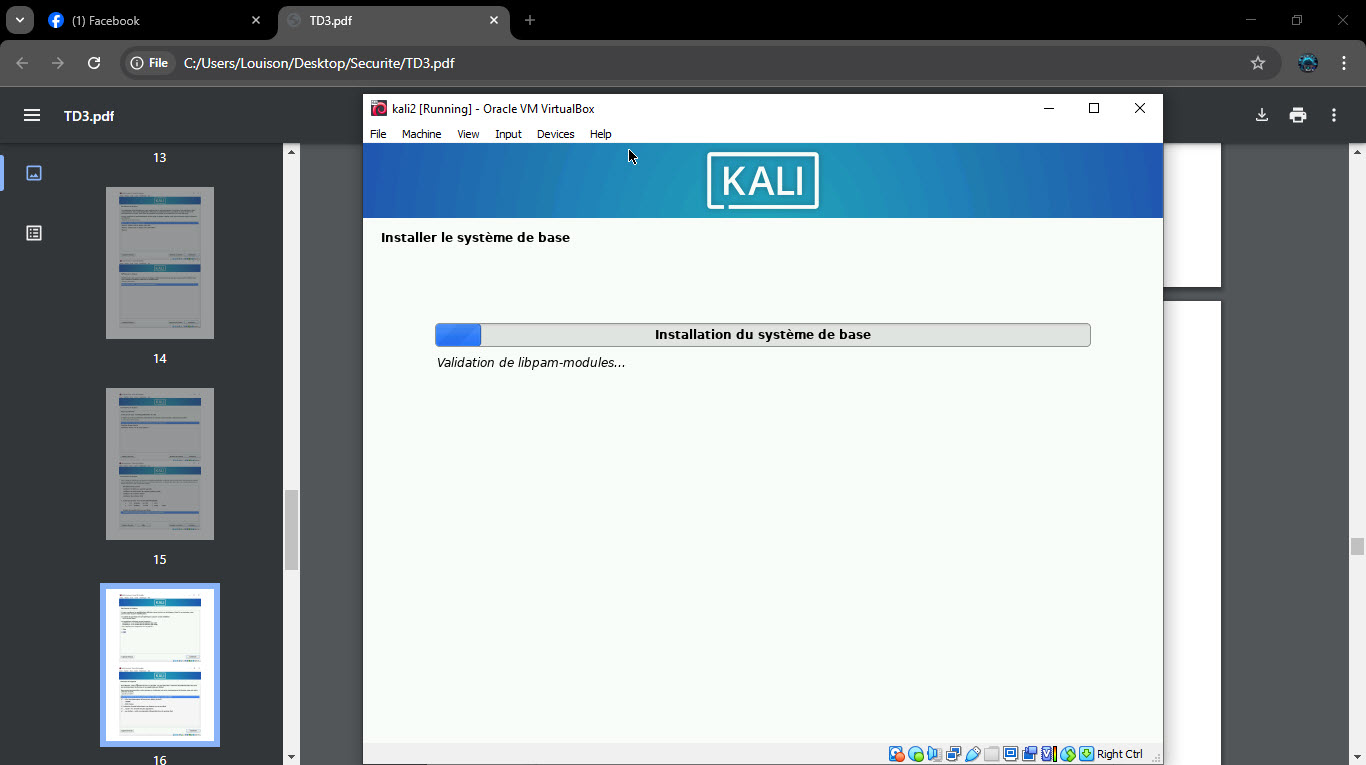 (1) Facebook
TD3.pdf
File
C:/Users/Louison/Desktop/Securite/TD3.pdf
TD3.pdf
13
14
15
16
kali2 [Running] - Oracle VM VirtualBox
File Machine View Input Devices Help
KALI
Installer le système de base
Installation du système de base
Validation de libpam-modules...
Right Ctrl